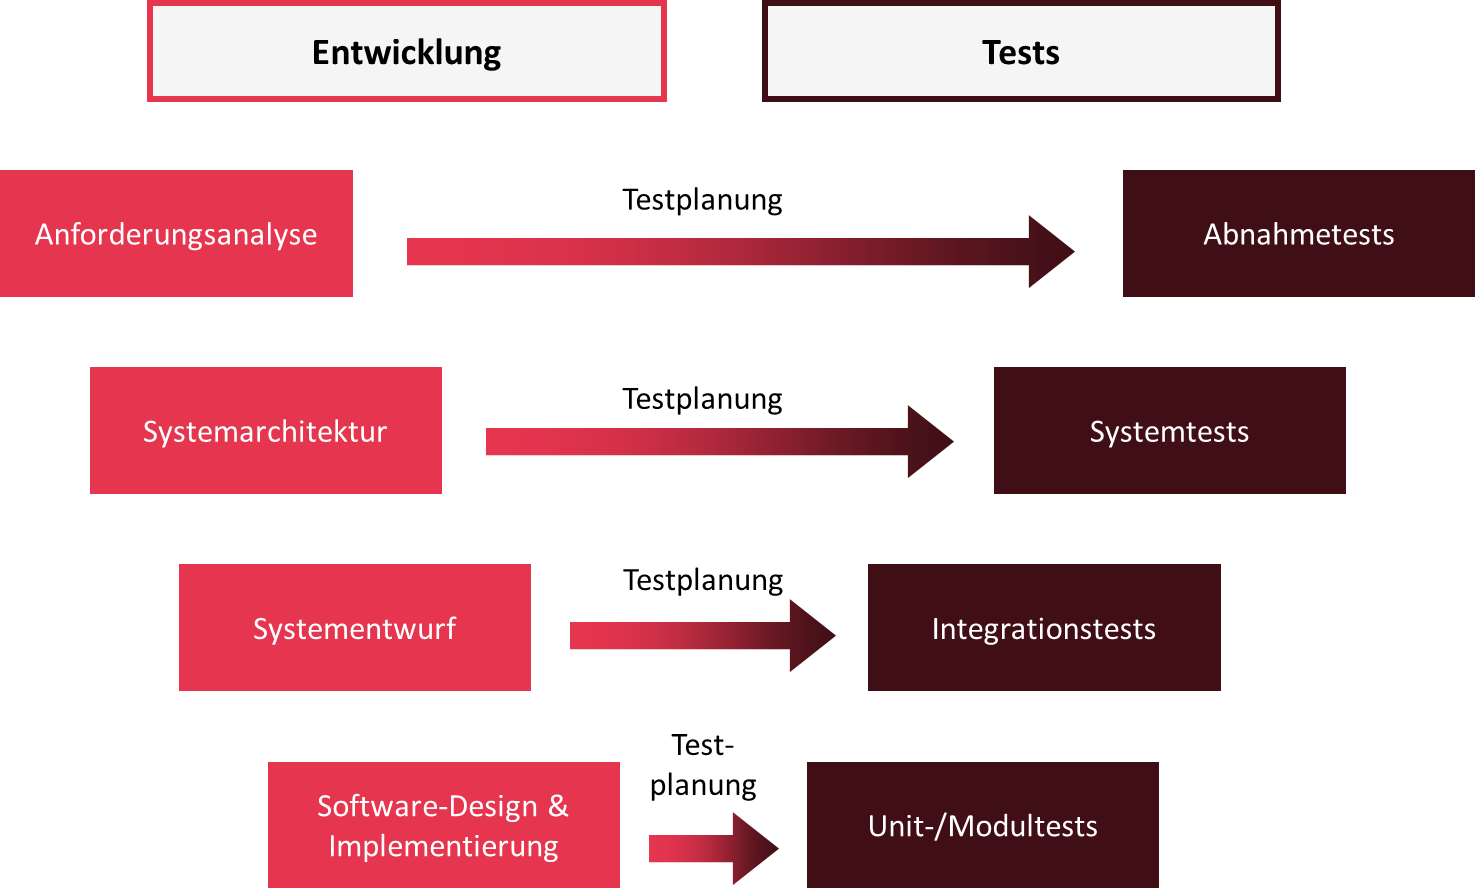 Entwicklung
Tests
Anforderungsanalyse
Testplanung
Abnahmetests
Systemarchitektur
Testplanung
Systemtests
Systementwurf
Testplanung
Integrationstests
Software-Design &
Implementierung
Test-
planung
Unit-/Modultests